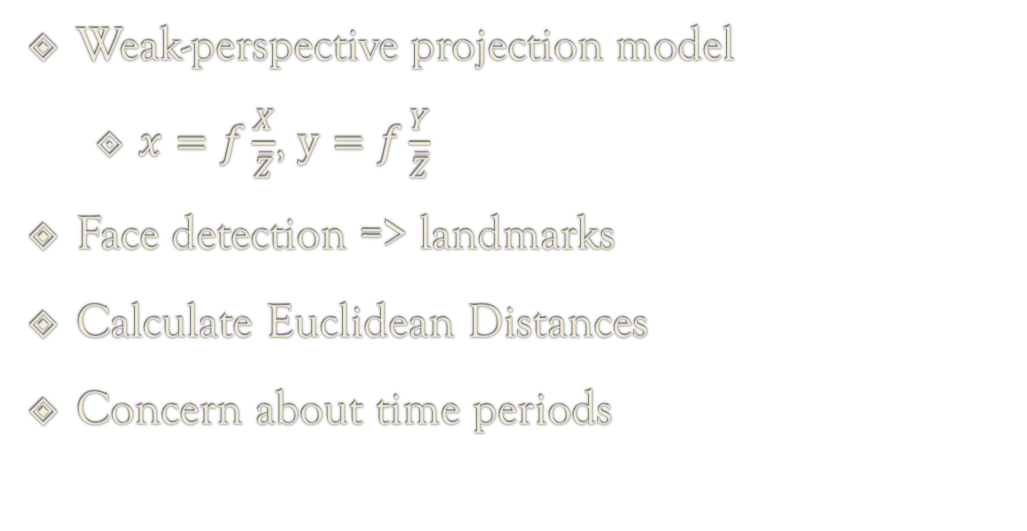 ❖ Weak-perspective projection model
❖ x = f X/Z̄, y = f Y/Z̄
❖ Face detection => landmarks
❖ Calculate Euclidean Distances
❖ Concern about time periods